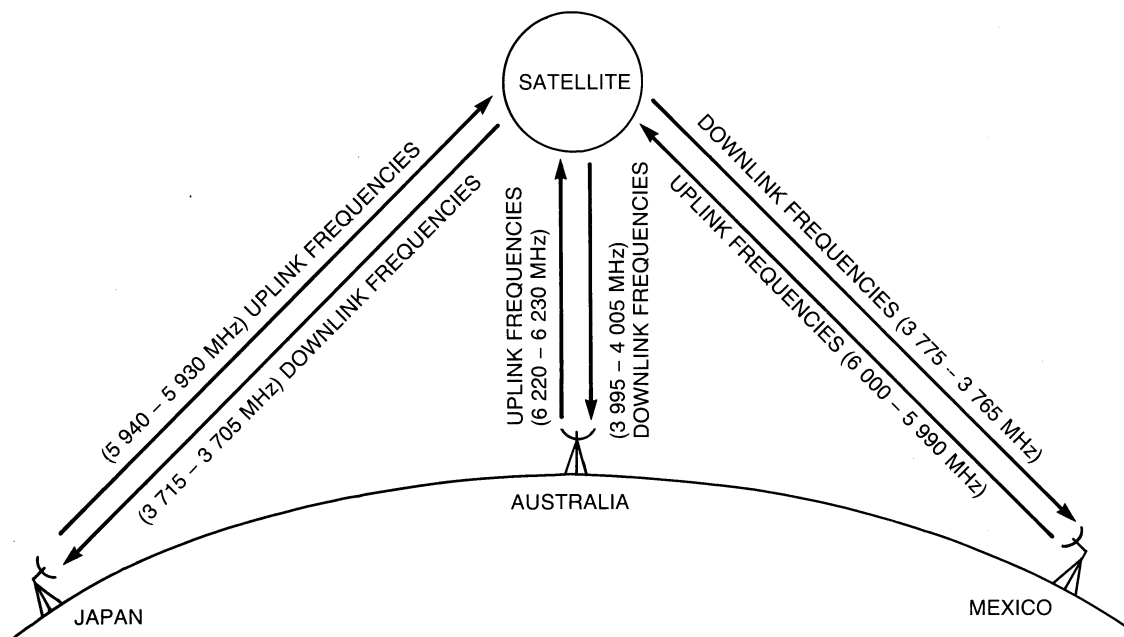 SATELLITE
(5 940 – 5 930 MHz) UPLINK FREQUENCIES
(3 715 – 3 705 MHz) DOWNLINK FREQUENCIES
UPLINK FREQUENCIES
(6 220 – 6 230 MHz)
(3 995 – 4 005 MHz)
DOWNLINK FREQUENCIES
DOWNLINK FREQUENCIES (3 775 – 3 765 MHz)
UPLINK FREQUENCIES (6 000 – 5 990 MHz)
AUSTRALIA
JAPAN
MEXICO